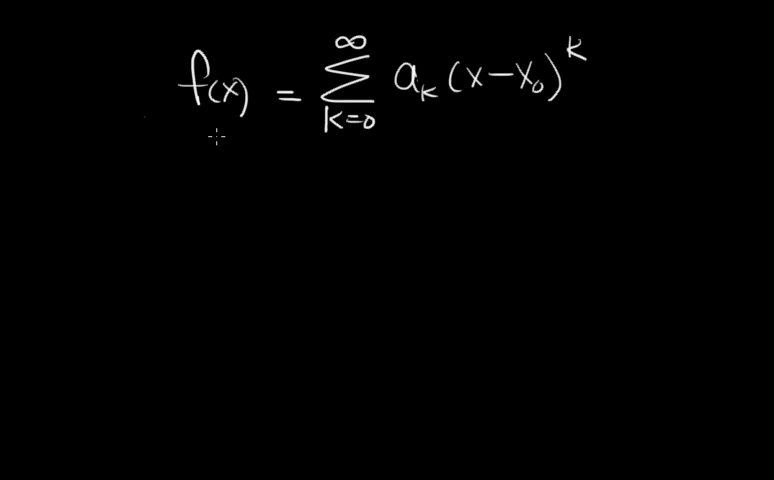 f(x) = ∑_{k=0}^{∞} a_k (x-x_0)^k